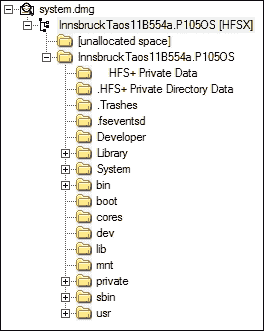 system.dmg
InnsbruckTaos11B554a.P105OS [HFSX]
[unallocated space]
InnsbruckTaos11B554a.P105OS
HFS+ Private Data
.HFS+ Private Directory Data
.Trashes
.fseventsd
Developer
Library
System
bin
boot
cores
dev
lib
mnt
private
sbin
usr